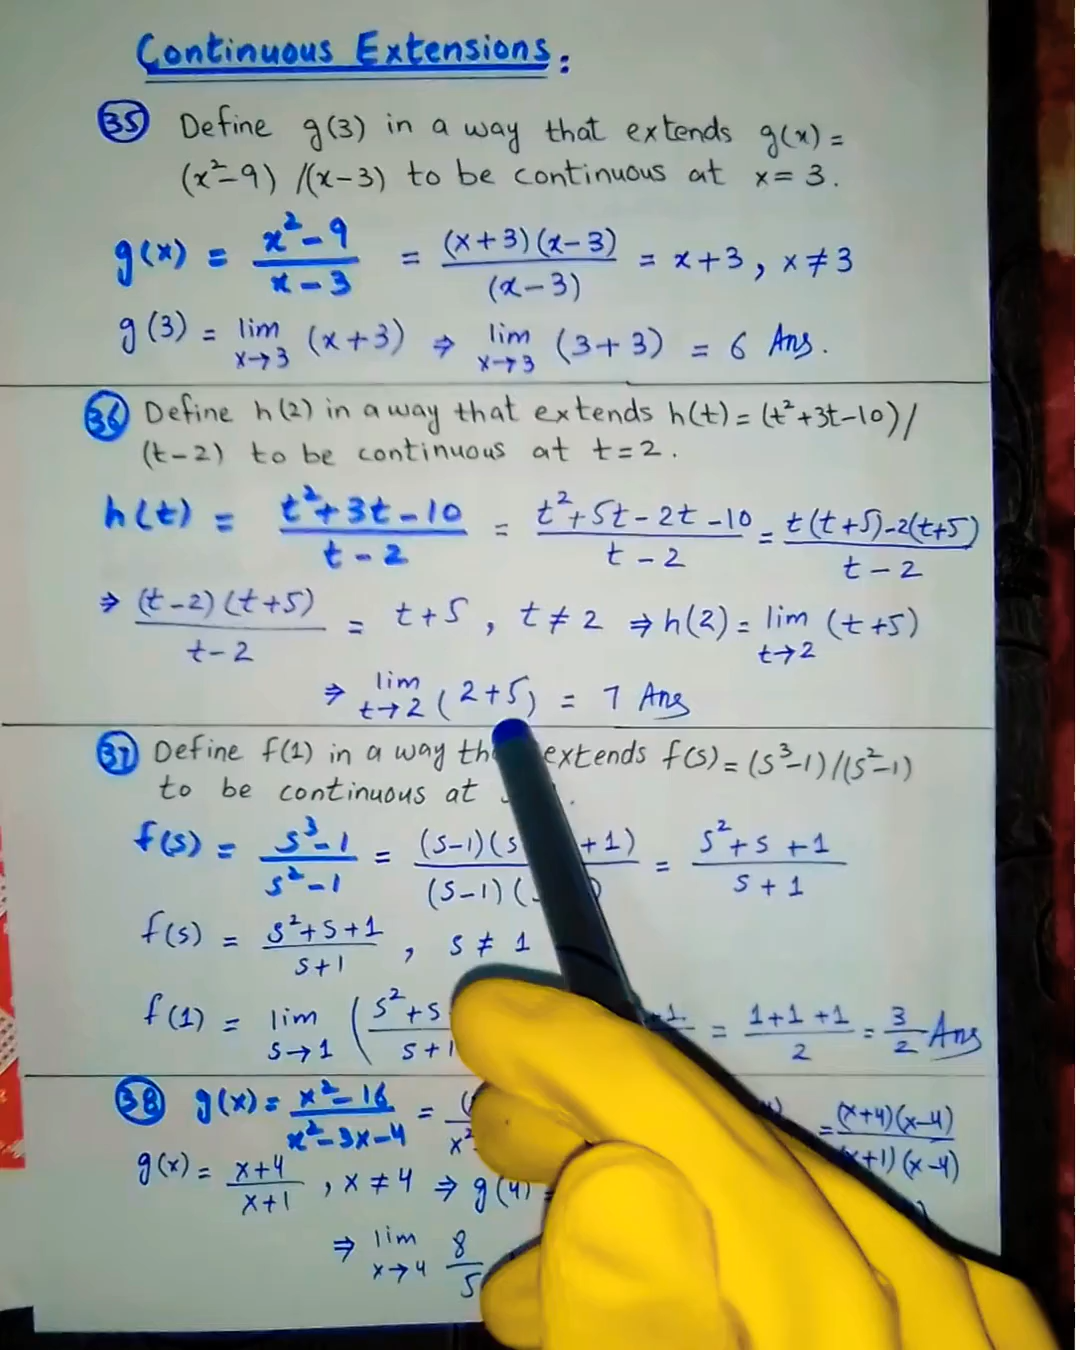 Continuous Extensions:
35 Define g(3) in a way that extends g(x) =
(x²-9) /(x-3) to be continuous at x = 3.
g(x) = x²-9 / x-3 = (x+3)(x-3) / (x-3) = x+3, x≠3
g(3) = lim x→3 (x+3) ⇒ lim x→3 (3+3) = 6 Ans.
36 Define h(2) in a way that extends h(t) = (t²+3t-10)/
(t-2) to be continuous at t=2.
h(t) = t²+3t-10 / t-2 = t²+5t-2t-10 / t-2 = t(t+5)-2(t+5) / t-2
⇒ (t-2)(t+5) / t-2 = t+5, t≠2 ⇒ h(2) = lim t→2 (t+5)
⇒ lim t→2 (2+5) = 7 Ans
37 Define f(1) in a way extends f(s) = (s³-1)/(s²-1)
to be continuous at
f(s) = s³-1 / s²-1 = (s-1)(s +1) / (s-1)( = s²+s+1 / s+1
f(s) = s²+s+1 / s+1, s≠1
f(1) = lim s→1 (s²+s / s+1 = 1+1+1 / 2 = 3/2 Ans
38 g(x) = x²-16 / x²-3x-4 = = (x+4)(x-4) / +1)(x-4)
g(x) = x+4 / x+1, x≠4 ⇒ g(4)
⇒ lim x→4 8/5